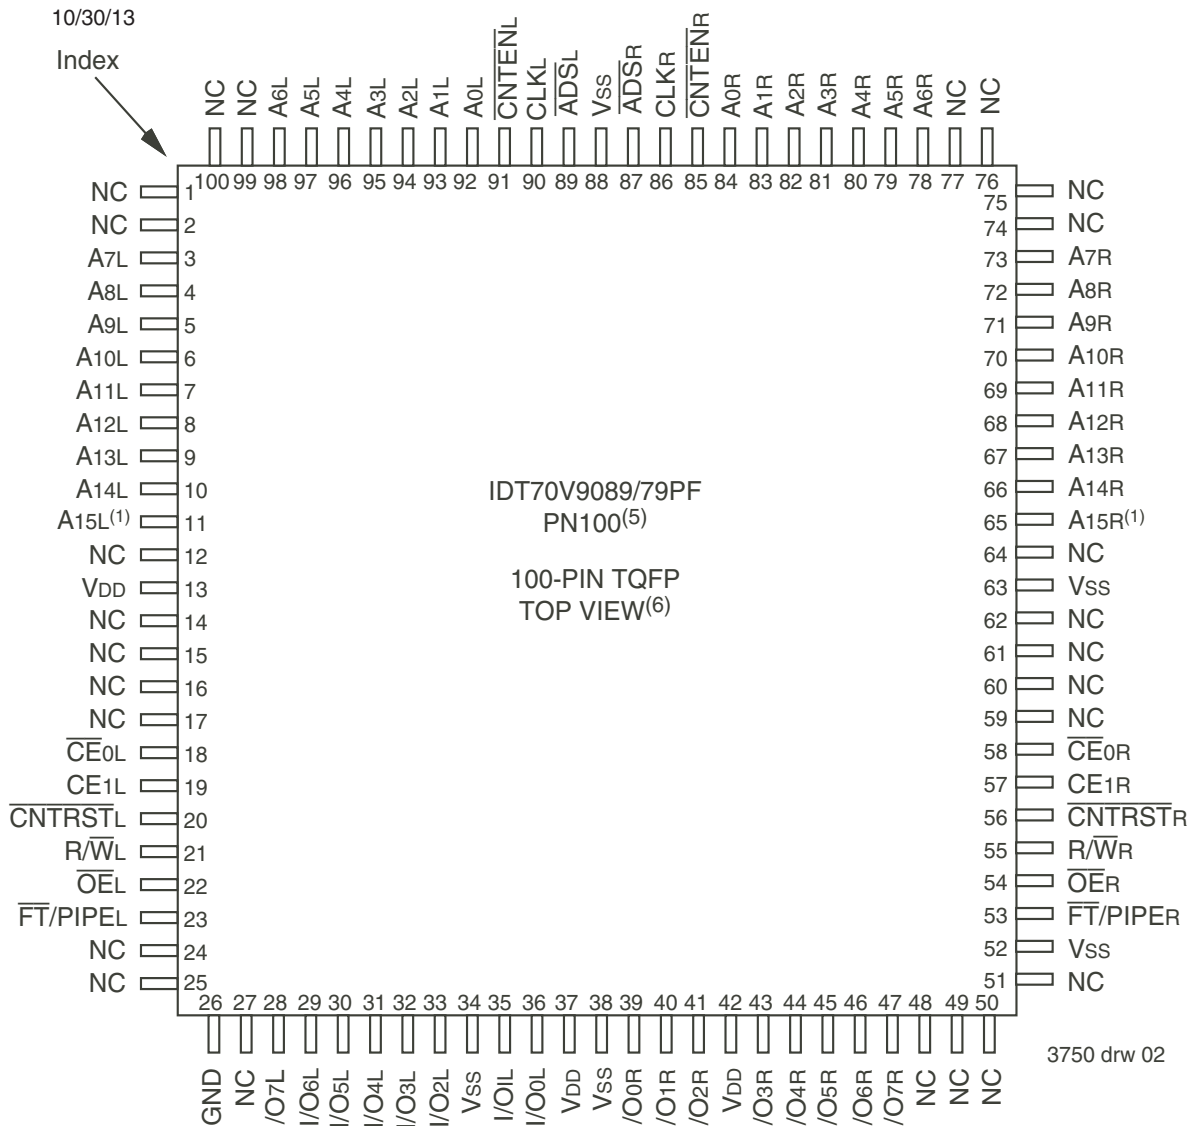 10/30/13
Index
NC
NC
A6L
A5L
A4L
A3L
A2L
A1L
A0L
CNTENL
CLKL
ADSL
VSS
ADSR
CLKR
CNTENR
A0R
A1R
A2R
A3R
A4R
A5R
A6R
NC
NC
100 99 98 97 96 95 94 93 92 91 90 89 88 87 86 85 84 83 82 81 80 79 78 77 76
NC 1
NC 2
A7L 3
A8L 4
A9L 5
A10L 6
A11L 7
A12L 8
A13L 9
A14L 10
A15L(1) 11
NC 12
VDD 13
NC 14
NC 15
NC 16
NC 17
CE0L 18
CE1L 19
CNTRSTL 20
R/WL 21
OEL 22
FT/PIPEL 23
NC 24
NC 25
IDT70V9089/79PF
PN100(5)
100-PIN TQFP
TOP VIEW(6)
75 NC
74 NC
73 A7R
72 A8R
71 A9R
70 A10R
69 A11R
68 A12R
67 A13R
66 A14R
65 A15R(1)
64 NC
63 VSS
62 NC
61 NC
60 NC
59 NC
58 CE0R
57 CE1R
56 CNTRSTR
55 R/WR
54 OER
53 FT/PIPER
52 VSS
51 NC
26 27 28 29 30 31 32 33 34 35 36 37 38 39 40 41 42 43 44 45 46 47 48 49 50
GND
NC
/O7L
I/O6L
I/O5L
I/O4L
I/O3L
I/O2L
VSS
I/OIL
I/O0L
VDD
VSS
/O0R
/O1R
/O2R
VDD
/O3R
/O4R
/O5R
/O6R
/O7R
NC
NC
NC
3750 drw 02